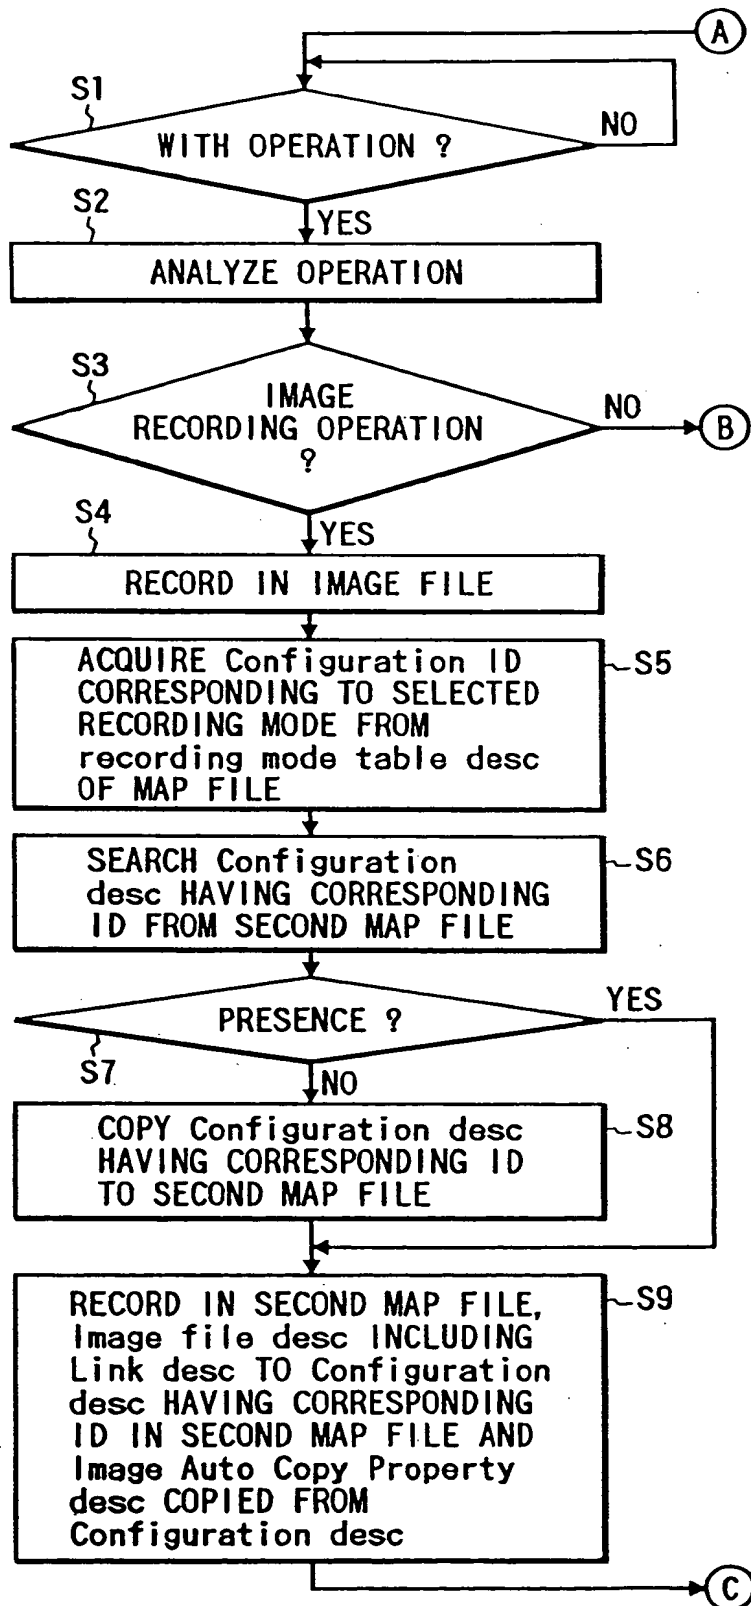 A
S1
WITH OPERATION ?
NO
YES
S2
ANALYZE OPERATION
S3
IMAGE
RECORDING OPERATION
?
NO
B
YES
S4
RECORD IN IMAGE FILE
ACQUIRE Configuration ID
CORRESPONDING TO SELECTED
RECORDING MODE FROM
recording mode table desc
OF MAP FILE
S5
SEARCH Configuration
desc HAVING CORRESPONDING
ID FROM SECOND MAP FILE
S6
PRESENCE ?
YES
S7
NO
COPY Configuration desc
HAVING CORRESPONDING ID
TO SECOND MAP FILE
S8
RECORD IN SECOND MAP FILE,
Image file desc INCLUDING
Link desc TO Configuration
desc HAVING CORRESPONDING
ID IN SECOND MAP FILE AND
Image Auto Copy Property
desc COPIED FROM
Configuration desc
S9
C